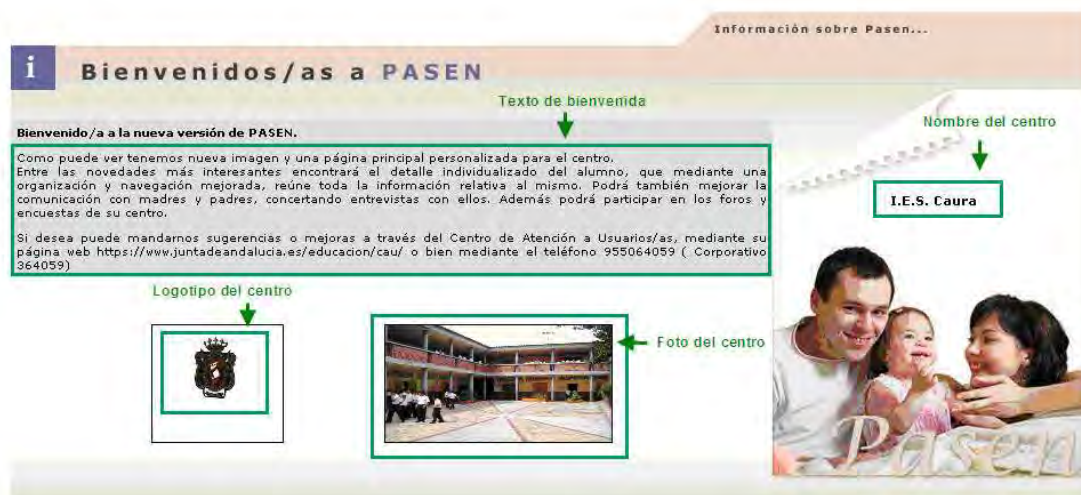 Información sobre Pasen...
i
Bienvenidos/as a PASEN
Texto de bienvenida
Nombre del centro
Bienvenido/a a la nueva versión de PASEN.
Como puede ver tenemos nueva imagen y una página principal personalizada para el centro.
Entre las novedades más interesantes encontrará el detalle individualizado del alumno, que mediante una
organización y navegación mejorada, reúne toda la información relativa al mismo. Podrá también mejorar la
comunicación con madres y padres, concertando entrevistas con ellos. Además podrá participar en los foros y
encuestas de su centro.
I.E.S. Caura
Si desea puede mandarnos sugerencias o mejoras a través del Centro de Atención a Usuarios/as, mediante su
página web https://www.juntadeandalucia.es/educacion/cau/ o bien mediante el teléfono 955064059 ( Corporativo
364059)
Logotipo del centro
Foto del centro
Pasen